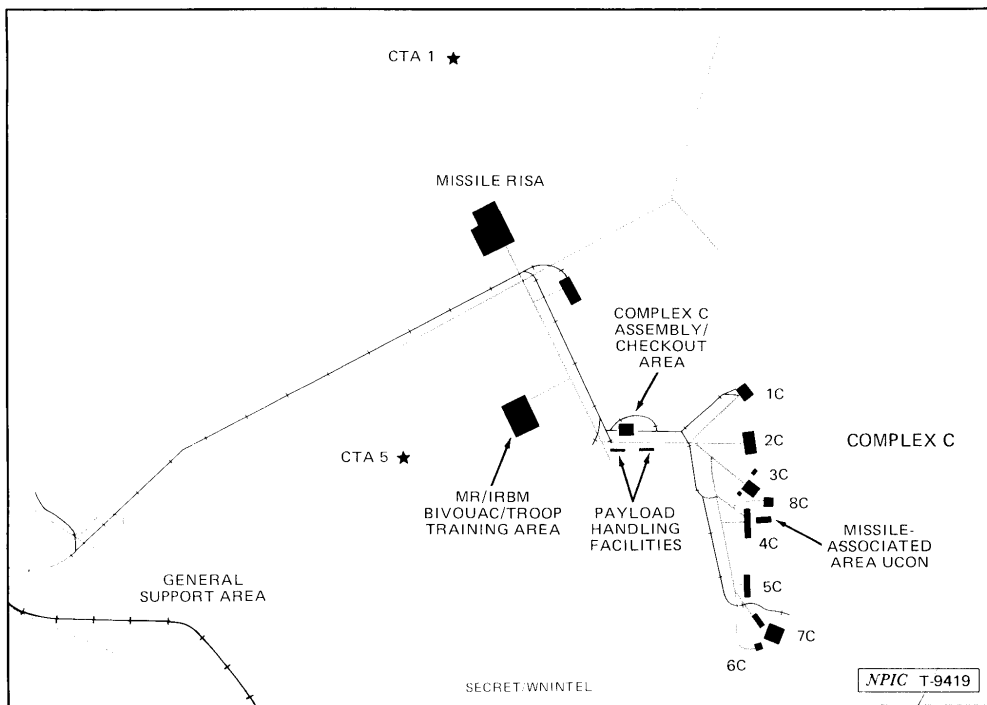 CTA 1
MISSILE RISA
COMPLEX C
ASSEMBLY/
CHECKOUT
AREA
1C
2C
COMPLEX C
3C
8C
CTA 5
MR/IRBM
BIVOUAC/TROOP
TRAINING AREA
PAYLOAD
HANDLING
FACILITIES
4C
MISSILE-
ASSOCIATED
AREA UCON
GENERAL
SUPPORT AREA
5C
7C
6C
SECRET/WNINTEL
NPIC T-9419